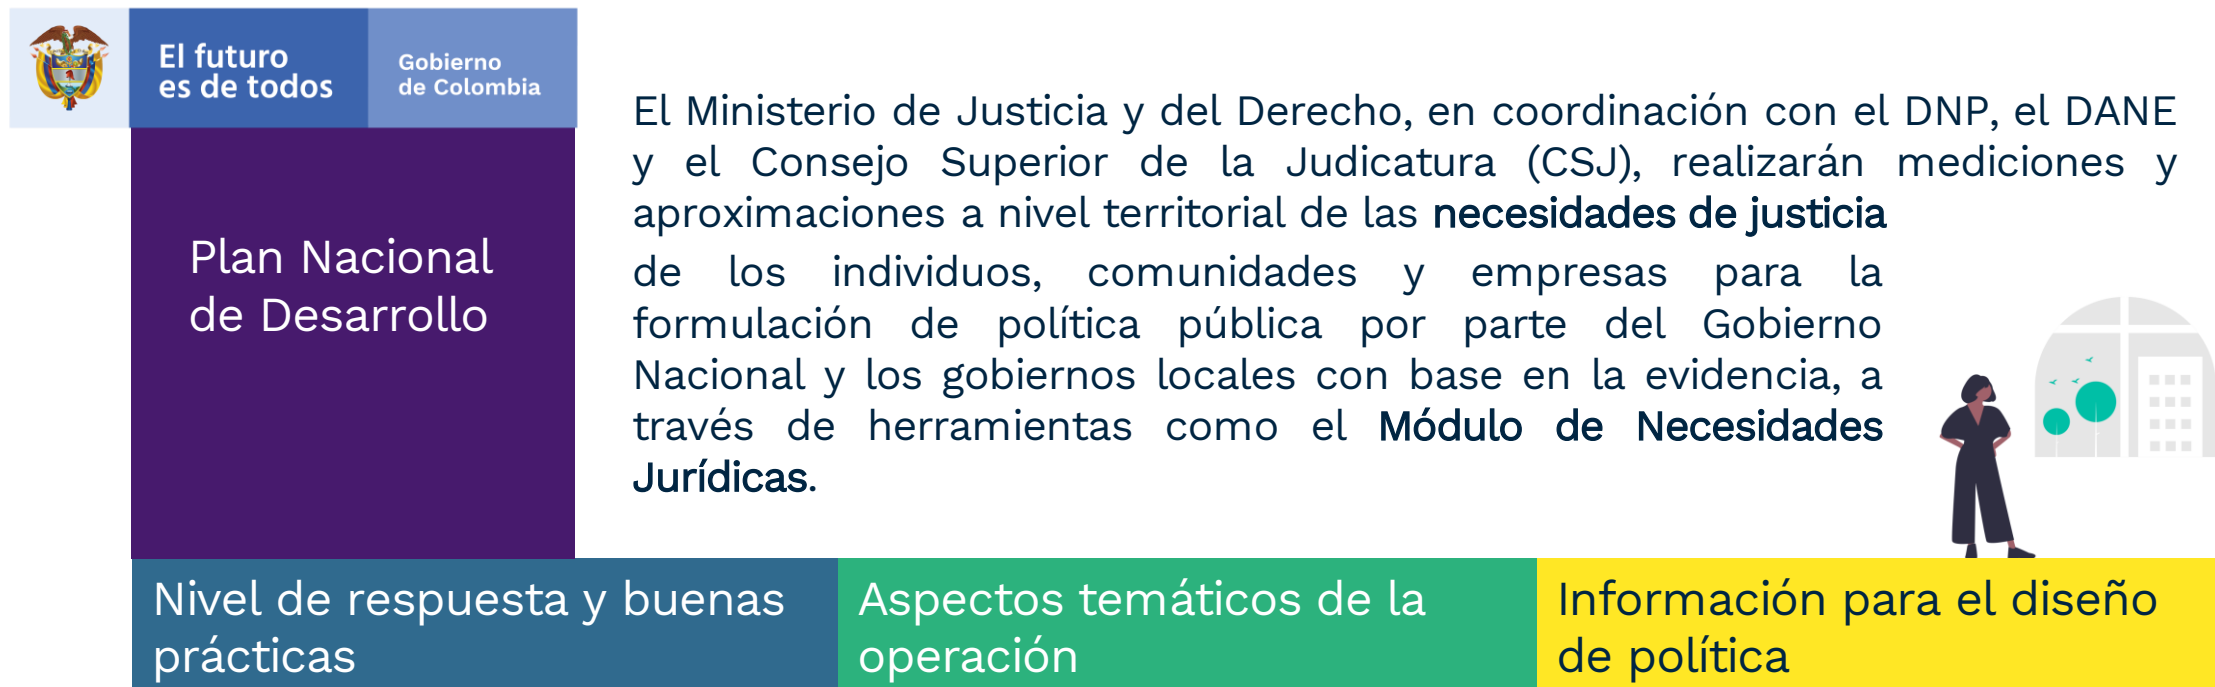 El futuro
es de todos
Gobierno
de Colombia
Plan Nacional
de Desarrollo
El Ministerio de Justicia y del Derecho, en coordinación con el DNP, el DANE
y el Consejo Superior de la Judicatura (CSJ), realizarán mediciones y
aproximaciones a nivel territorial de las necesidades de justicia
de los individuos, comunidades y empresas para la
formulación de política pública por parte del Gobierno
Nacional y los gobiernos locales con base en la evidencia, a
través de herramientas como el Módulo de Necesidades
Jurídicas.
Nivel de respuesta y buenas
prácticas
Aspectos temáticos de la
operación
Información para el diseño
de política